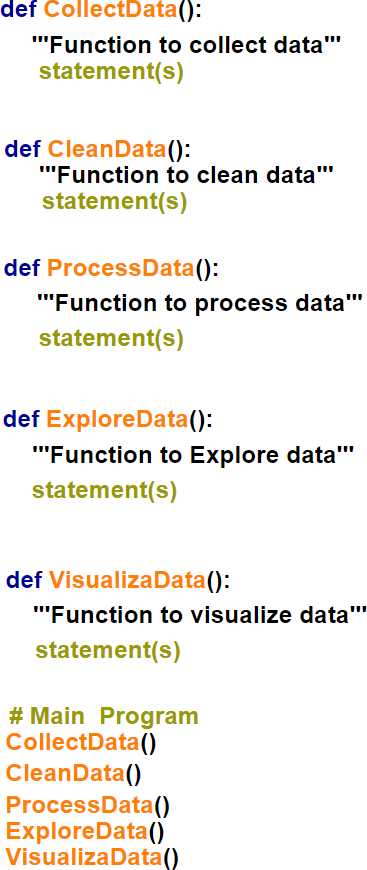 def CollectData():
'''Function to collect data'''
statement(s)
def CleanData():
'''Function to clean data'''
statement(s)
def ProcessData():
'''Function to process data'''
statement(s)
def ExploreData():
'''Function to Explore data'''
statement(s)
def VisualizaData():
'''Function to visualize data'''
statement(s)
# Main Program
CollectData()
CleanData()
ProcessData()
ExploreData()
VisualizaData()